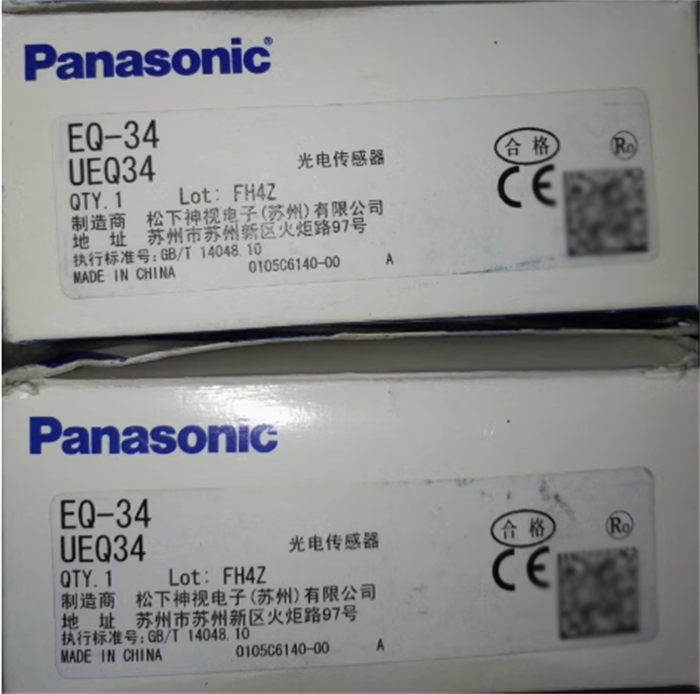 Panasonic
EQ-34
UEQ34 光电传感器
QTY.1 Lot: FH4Z
制造商 松下神视电子(苏州)有限公司
地 址 苏州市苏州新区火炬路97号
执行标准号:GB/T 14048.10
MADE IN CHINA 0105C6140-00 A
合格 Ro
CE
Panasonic
EQ-34
UEQ34 光电传感器
QTY.1 Lot: FH4Z
制造商 松下神视电子(苏州)有限公司
地 址 苏州市苏州新区火炬路97号
执行标准号:GB/T 14048.10
MADE IN CHINA 0105C6140-00 A
合格 Ro
CE